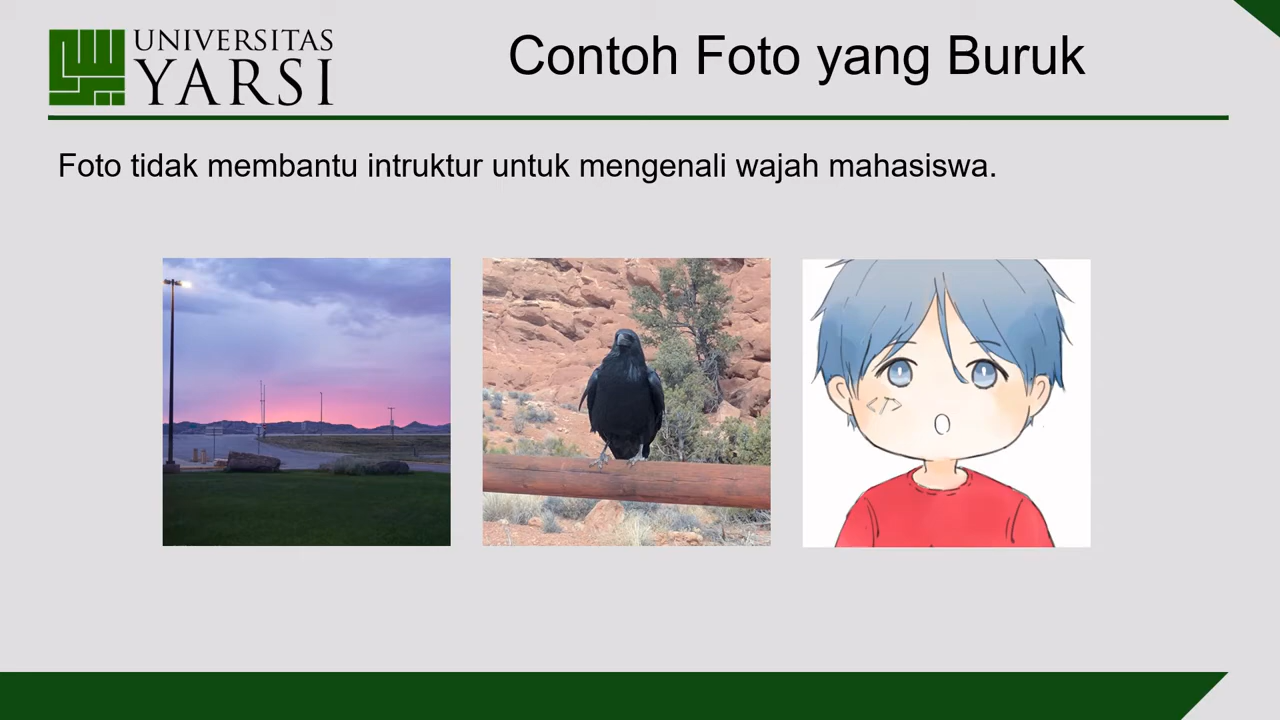 UNIVERSITAS
YARSI
Contoh Foto yang Buruk
Foto tidak membantu intruktur untuk mengenali wajah mahasiswa.